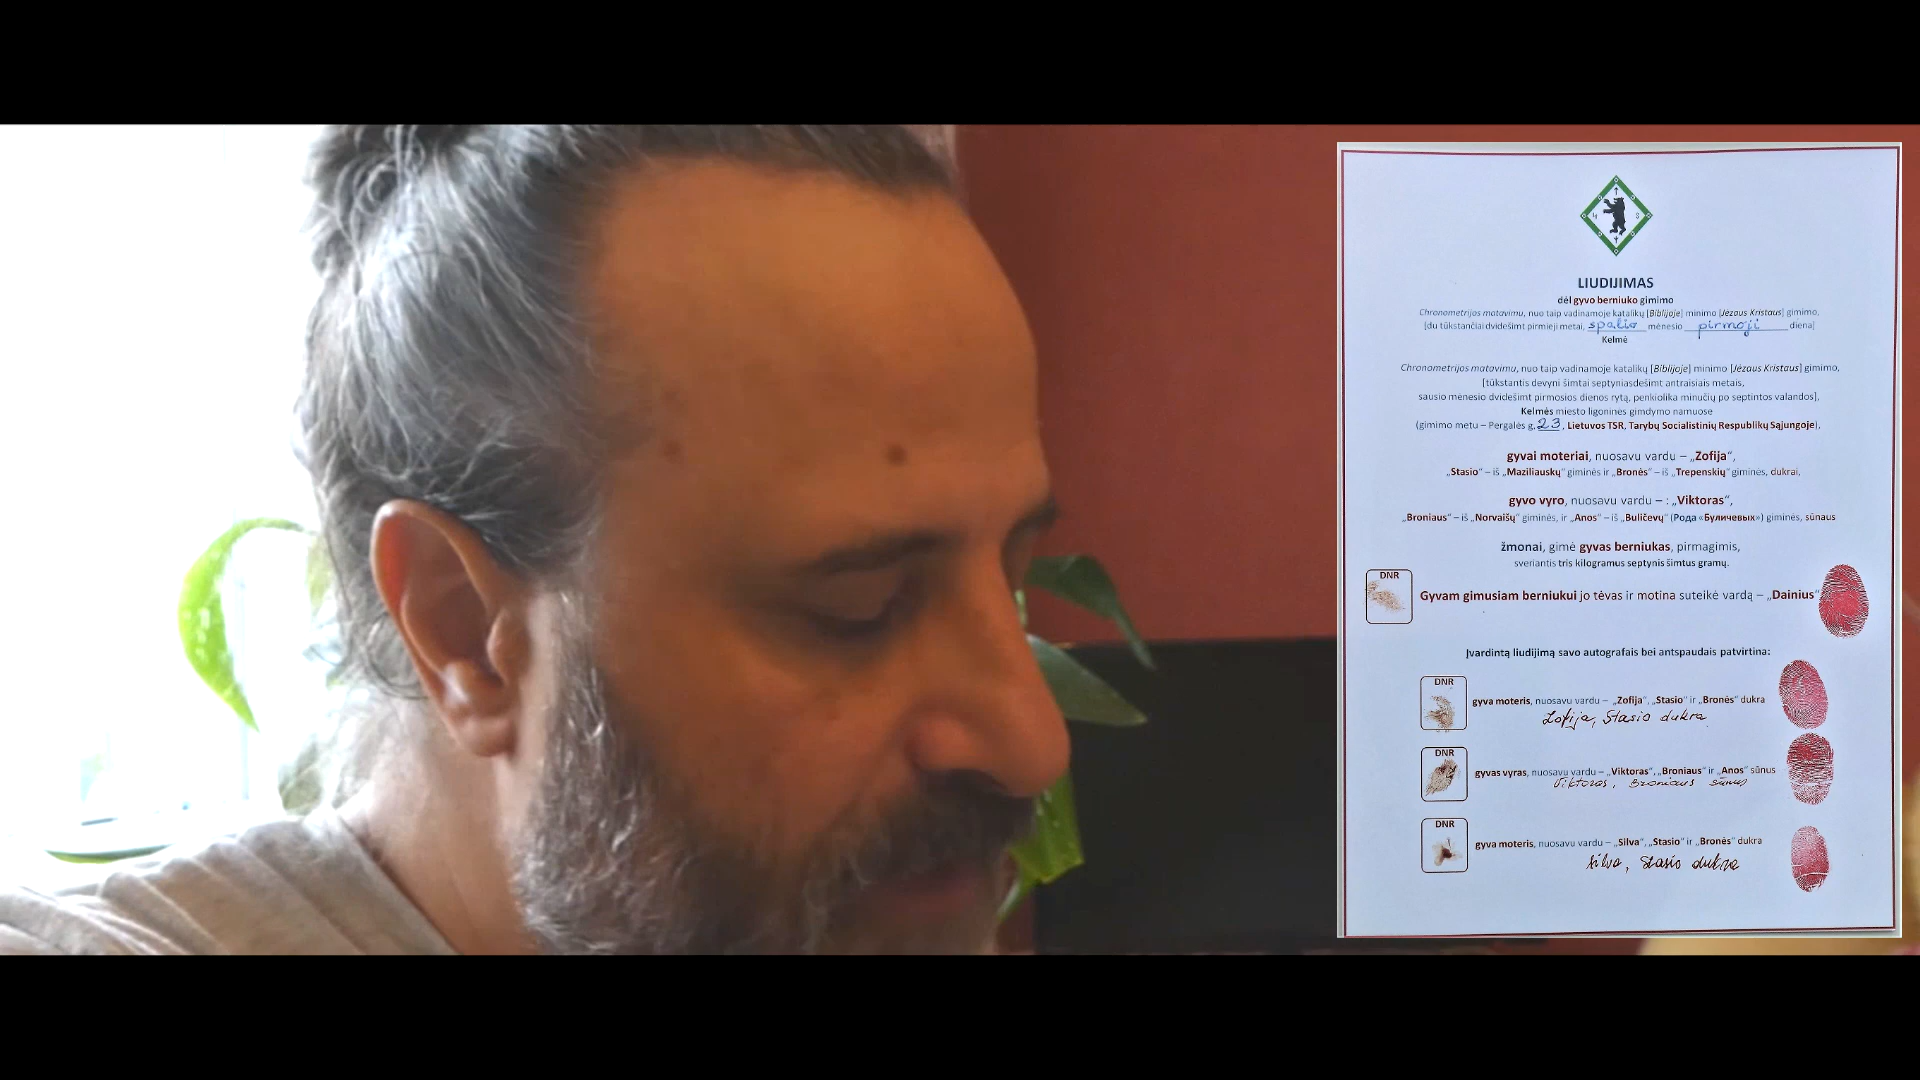 LIUDIJIMAS
dėl gyvo berniuko gimimo
Chronometrijos matavimu, nuo taip vadinamoje katalikų [Biblijoje] minimo [Jėzaus Kristaus] gimimo,
[du tūkstančiai dvidešimt pirmieji metai, spalio mėnesio pirmoji diena]
Kelmė
Chronometrijos matavimu, nuo taip vadinamoje katalikų [Biblijoje] minimo [Jėzaus Kristaus] gimimo,
[tūkstantis devyni šimtai septyniasdešimt antraisiais metais,
sausio mėnesio dvidešimt pirmosios dienos rytą, penkiolika minučių po septintos valandos],
Kelmės miesto ligoninės gimdymo namuose
(gimimo metu – Pergalės g. 23, Lietuvos TSR, Tarybų Socialistinių Respublikų Sąjungoje),
gyvai moteriai, nuosavu vardu – „Zofija“,
„Stasio“ – iš „Maziliauskų“ giminės ir „Bronės“ – iš „Trepenskių“ giminės, dukrai,
gyvo vyro, nuosavu vardu – : „Viktoras“,
„Broniaus“ – iš „Norvaišų“ giminės, ir „Anos“ – iš „Buličevų“ (Рода «Буличевых») giminės, sūnaus
žmonai, gimė gyvas berniukas, pirmagimis,
sveriantis tris kilogramus septynis šimtus gramų.
DNR
Gyvam gimusiam berniukui jo tėvas ir motina suteikė vardą – „Dainius“
Įvardintą liudijimą savo autografais bei antspaudais patvirtina:
DNR
gyva moteris, nuosavu vardu – „Zofija“, „Stasio“ ir „Bronės“ dukra
Zofija, Stasio dukra
DNR
gyvas vyras, nuosavu vardu – „Viktoras“, „Broniaus“ ir „Anos“ sūnus
Viktoras, Broniaus sūnus
DNR
gyva moteris, nuosavu vardu – „Silva“, „Stasio“ ir „Bronės“ dukra
Silva, Stasio dukra